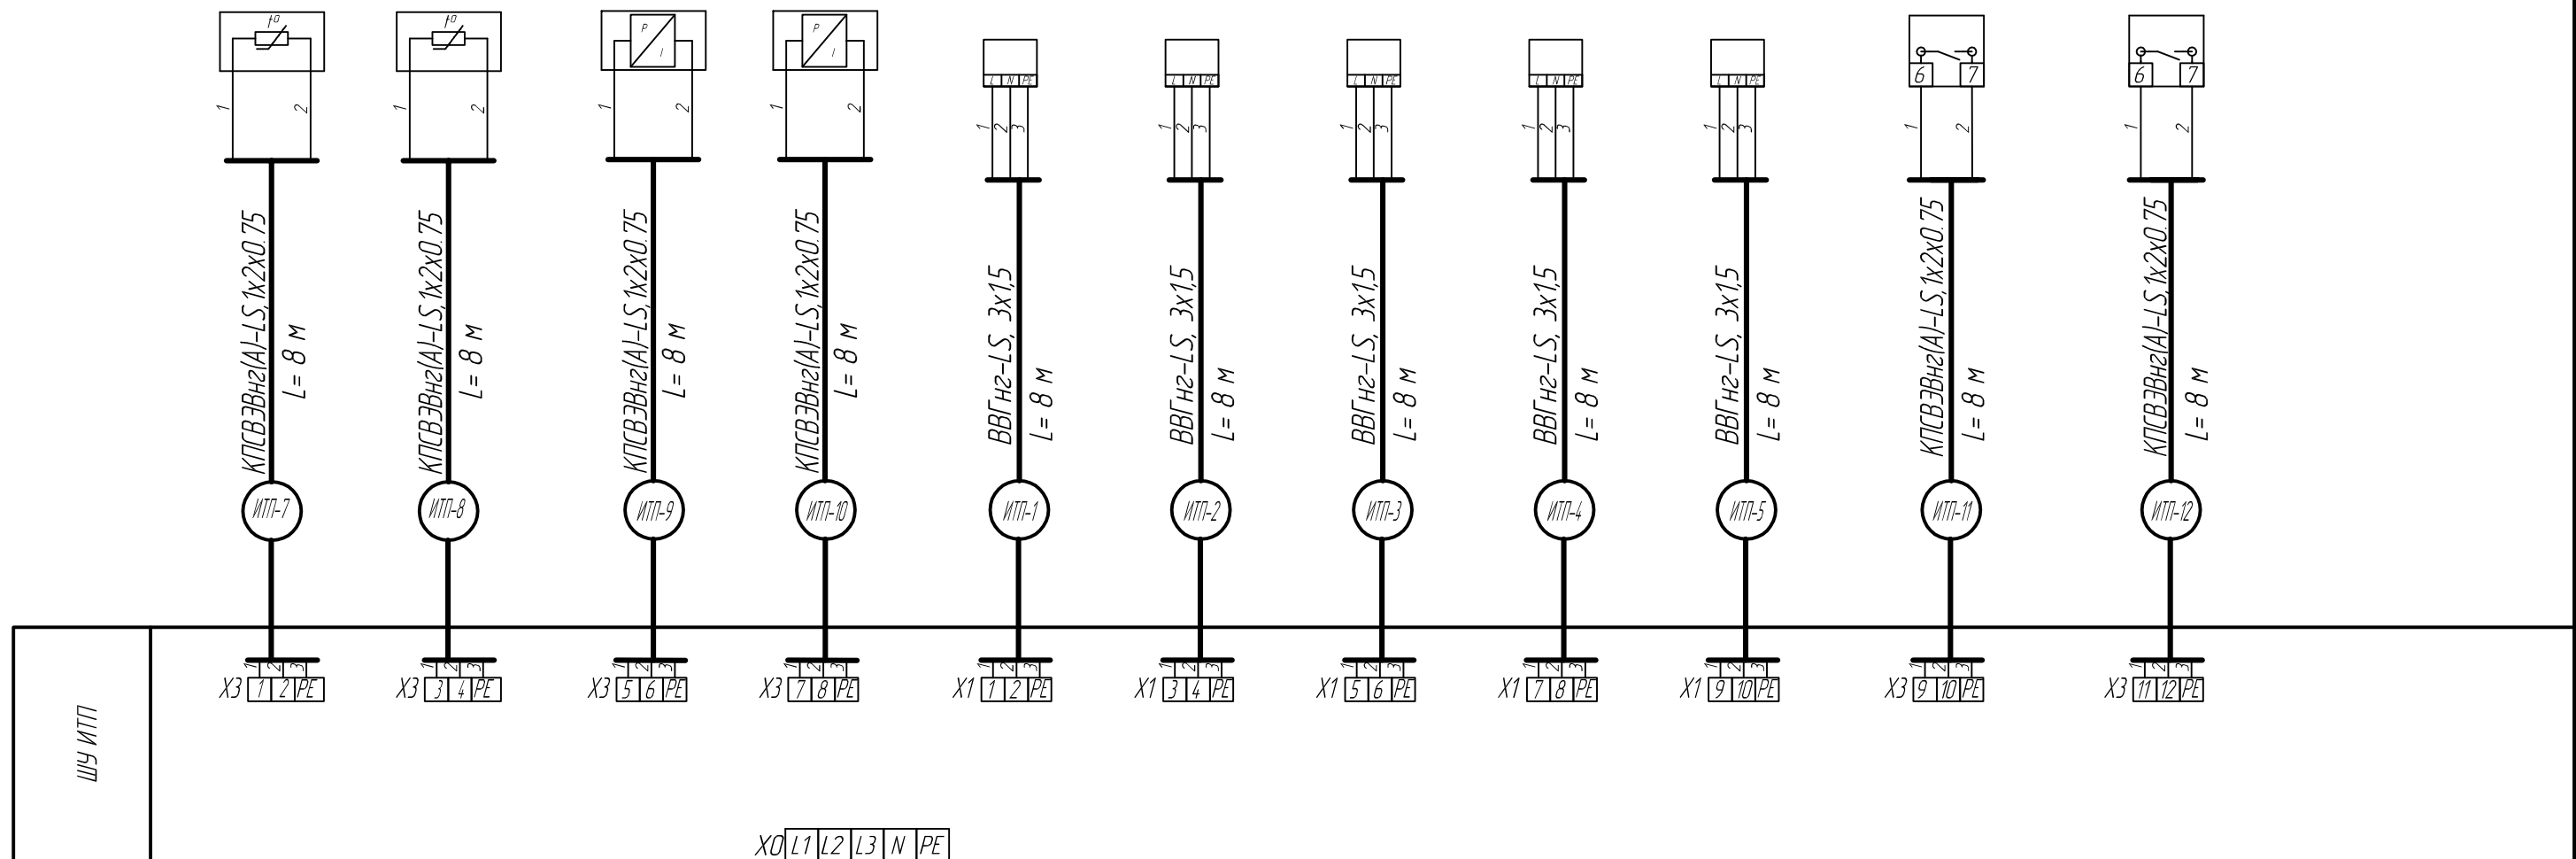 t° t° P P
I I
L N PE L N PE L N PE L N PE L N PE
6 7 6 7
1 2 1 2 1 2 1 2 1 2 3 1 2 3 1 2 3 1 2 3 1 2 3 1 2 1 2
КПСВЭВнг(А)-LS,1x2x0.75
L= 8 м
КПСВЭВнг(А)-LS,1x2x0.75
L= 8 м
КПСВЭВнг(А)-LS,1x2x0.75
L= 8 м
КПСВЭВнг(А)-LS,1x2x0.75
L= 8 м
ВВГнг-LS, 3x1,5
L= 8 м
ВВГнг-LS, 3x1,5
L= 8 м
ВВГнг-LS, 3x1,5
L= 8 м
ВВГнг-LS, 3x1,5
L= 8 м
ВВГнг-LS, 3x1,5
L= 8 м
КПСВЭВнг(А)-LS,1x2x0.75
L= 8 м
КПСВЭВнг(А)-LS,1x2x0.75
L= 8 м
ИТП-7 ИТП-8 ИТП-9 ИТП-10 ИТП-1 ИТП-2 ИТП-3 ИТП-4 ИТП-5 ИТП-11 ИТП-12
1 2 3 1 2 3 1 2 3 1 2 3 1 2 3 1 2 3 1 2 3 1 2 3 1 2 3 1 2 3 1 2 3
X3 1 2 PE X3 3 4 PE X3 5 6 PE X3 7 8 PE X1 1 2 PE X1 3 4 PE X1 5 6 PE X1 7 8 PE X1 9 10 PE X3 9 10 PE X3 11 12 PE
ШУ ИТП
X0 L1 L2 L3 N PE